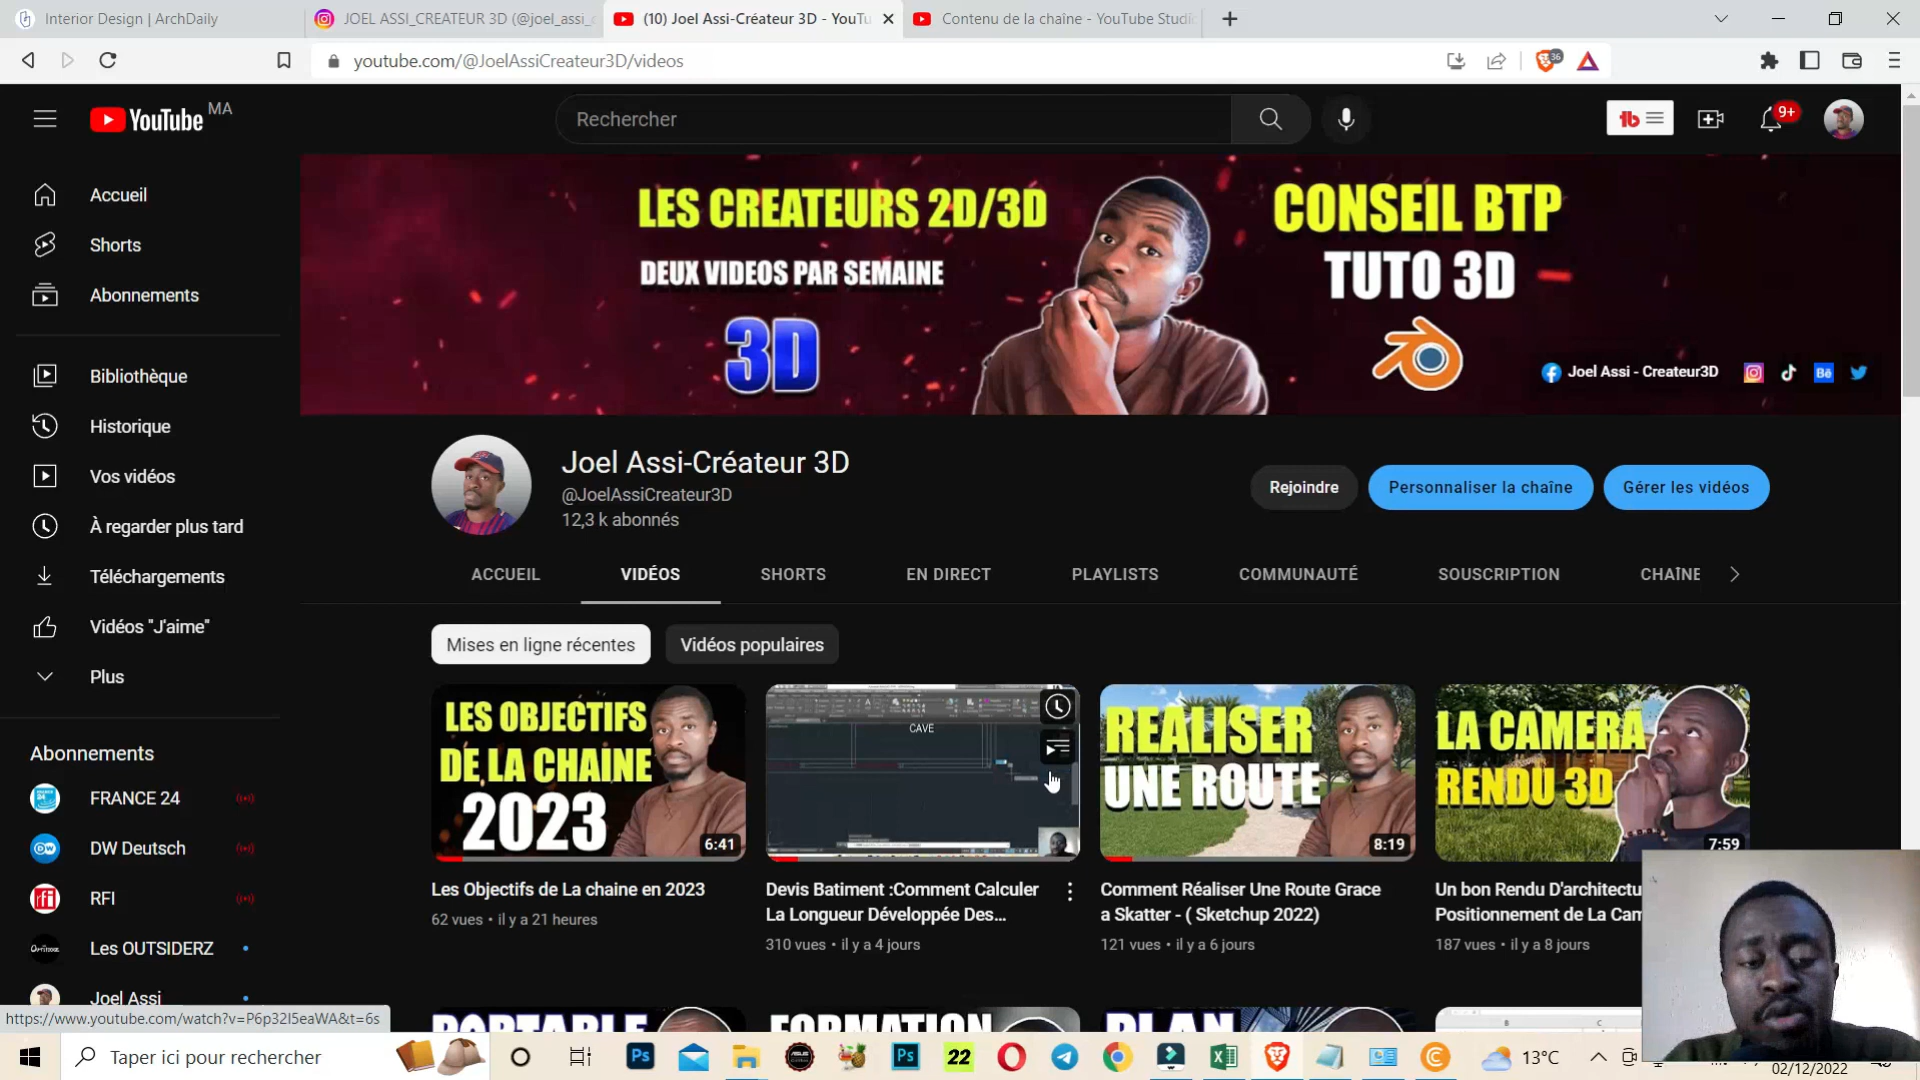 Interior Design | ArchDaily
JOEL ASSI_CREATEUR 3D (@joel_assi_c
(10) Joel Assi-Créateur 3D - YouTu
Contenu de la chaîne - YouTube Studio
youtube.com/@JoelAssiCreateur3D/videos
36
YouTube MA
Rechercher
9+
Accueil
Shorts
Abonnements
Bibliothèque
Historique
Vos vidéos
À regarder plus tard
Téléchargements
Vidéos "J'aime"
Plus
Abonnements
FRANCE 24
DW Deutsch
RFI
Les OUTSIDERZ
Joel Assi
LES CREATEURS 2D/3D
DEUX VIDEOS PAR SEMAINE
3D
CONSEIL BTP
TUTO 3D
Joel Assi - Createur3D
Joel Assi-Créateur 3D
@JoelAssiCreateur3D
12,3 k abonnés
Rejoindre
Personnaliser la chaîne
Gérer les vidéos
ACCUEIL
VIDÉOS
SHORTS
EN DIRECT
PLAYLISTS
COMMUNAUTÉ
SOUSCRIPTION
CHAÎNE
Mises en ligne récentes
Vidéos populaires
LES OBJECTIFS
DE LA CHAINE
2023
6:41
Les Objectifs de La chaine en 2023
62 vues • il y a 21 heures
CAVE
Devis Batiment :Comment Calculer
La Longueur Développée Des...
310 vues • il y a 4 jours
REALISER
UNE ROUTE
8:19
Comment Réaliser Une Route Grace
a Skatter - ( Sketchup 2022)
121 vues • il y a 6 jours
LA CAMERA
RENDU 3D
7:59
Un bon Rendu D'architectu
Positionnement de La Cam
187 vues • il y a 8 jours
PORTABLE
FORMATION
PLAN
https://www.youtube.com/watch?v=P6p32I5eaWA&t=6s
Taper ici pour rechercher
22
13°C
02/12/2022